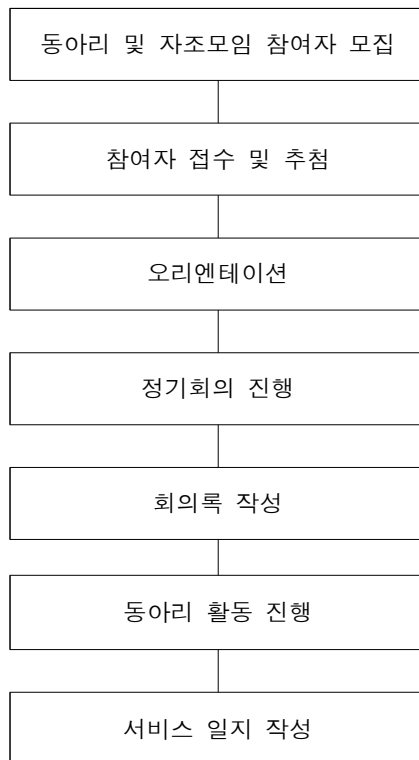 동아리 및 자조모임 참여자 모집
참여자 접수 및 추첨
오리엔테이션
정기회의 진행
회의록 작성
동아리 활동 진행
서비스 일지 작성